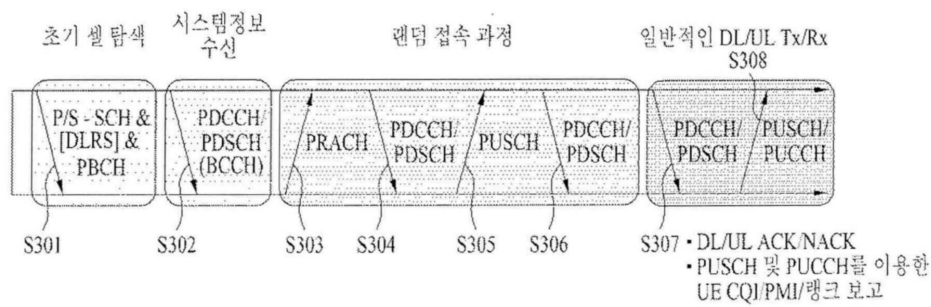 초기 셀 탐색
시스템정보
수신
랜덤 접속 과정
일반적인 DL/UL Tx/Rx
S308
P/S - SCH &
[DLRS] &
PBCH
PDCCH/
PDSCH
(BCCH)
PRACH
PDCCH/
PDSCH
PUSCH
PDCCH/
PDSCH
PDCCH/
PDSCH
PUSCH/
PUCCH
S301
S302
S303
S304
S305
S306
S307
• DL/UL ACK/NACK
• PUSCH 및 PUCCH를 이용한
UE CQI/PMI/랭크 보고